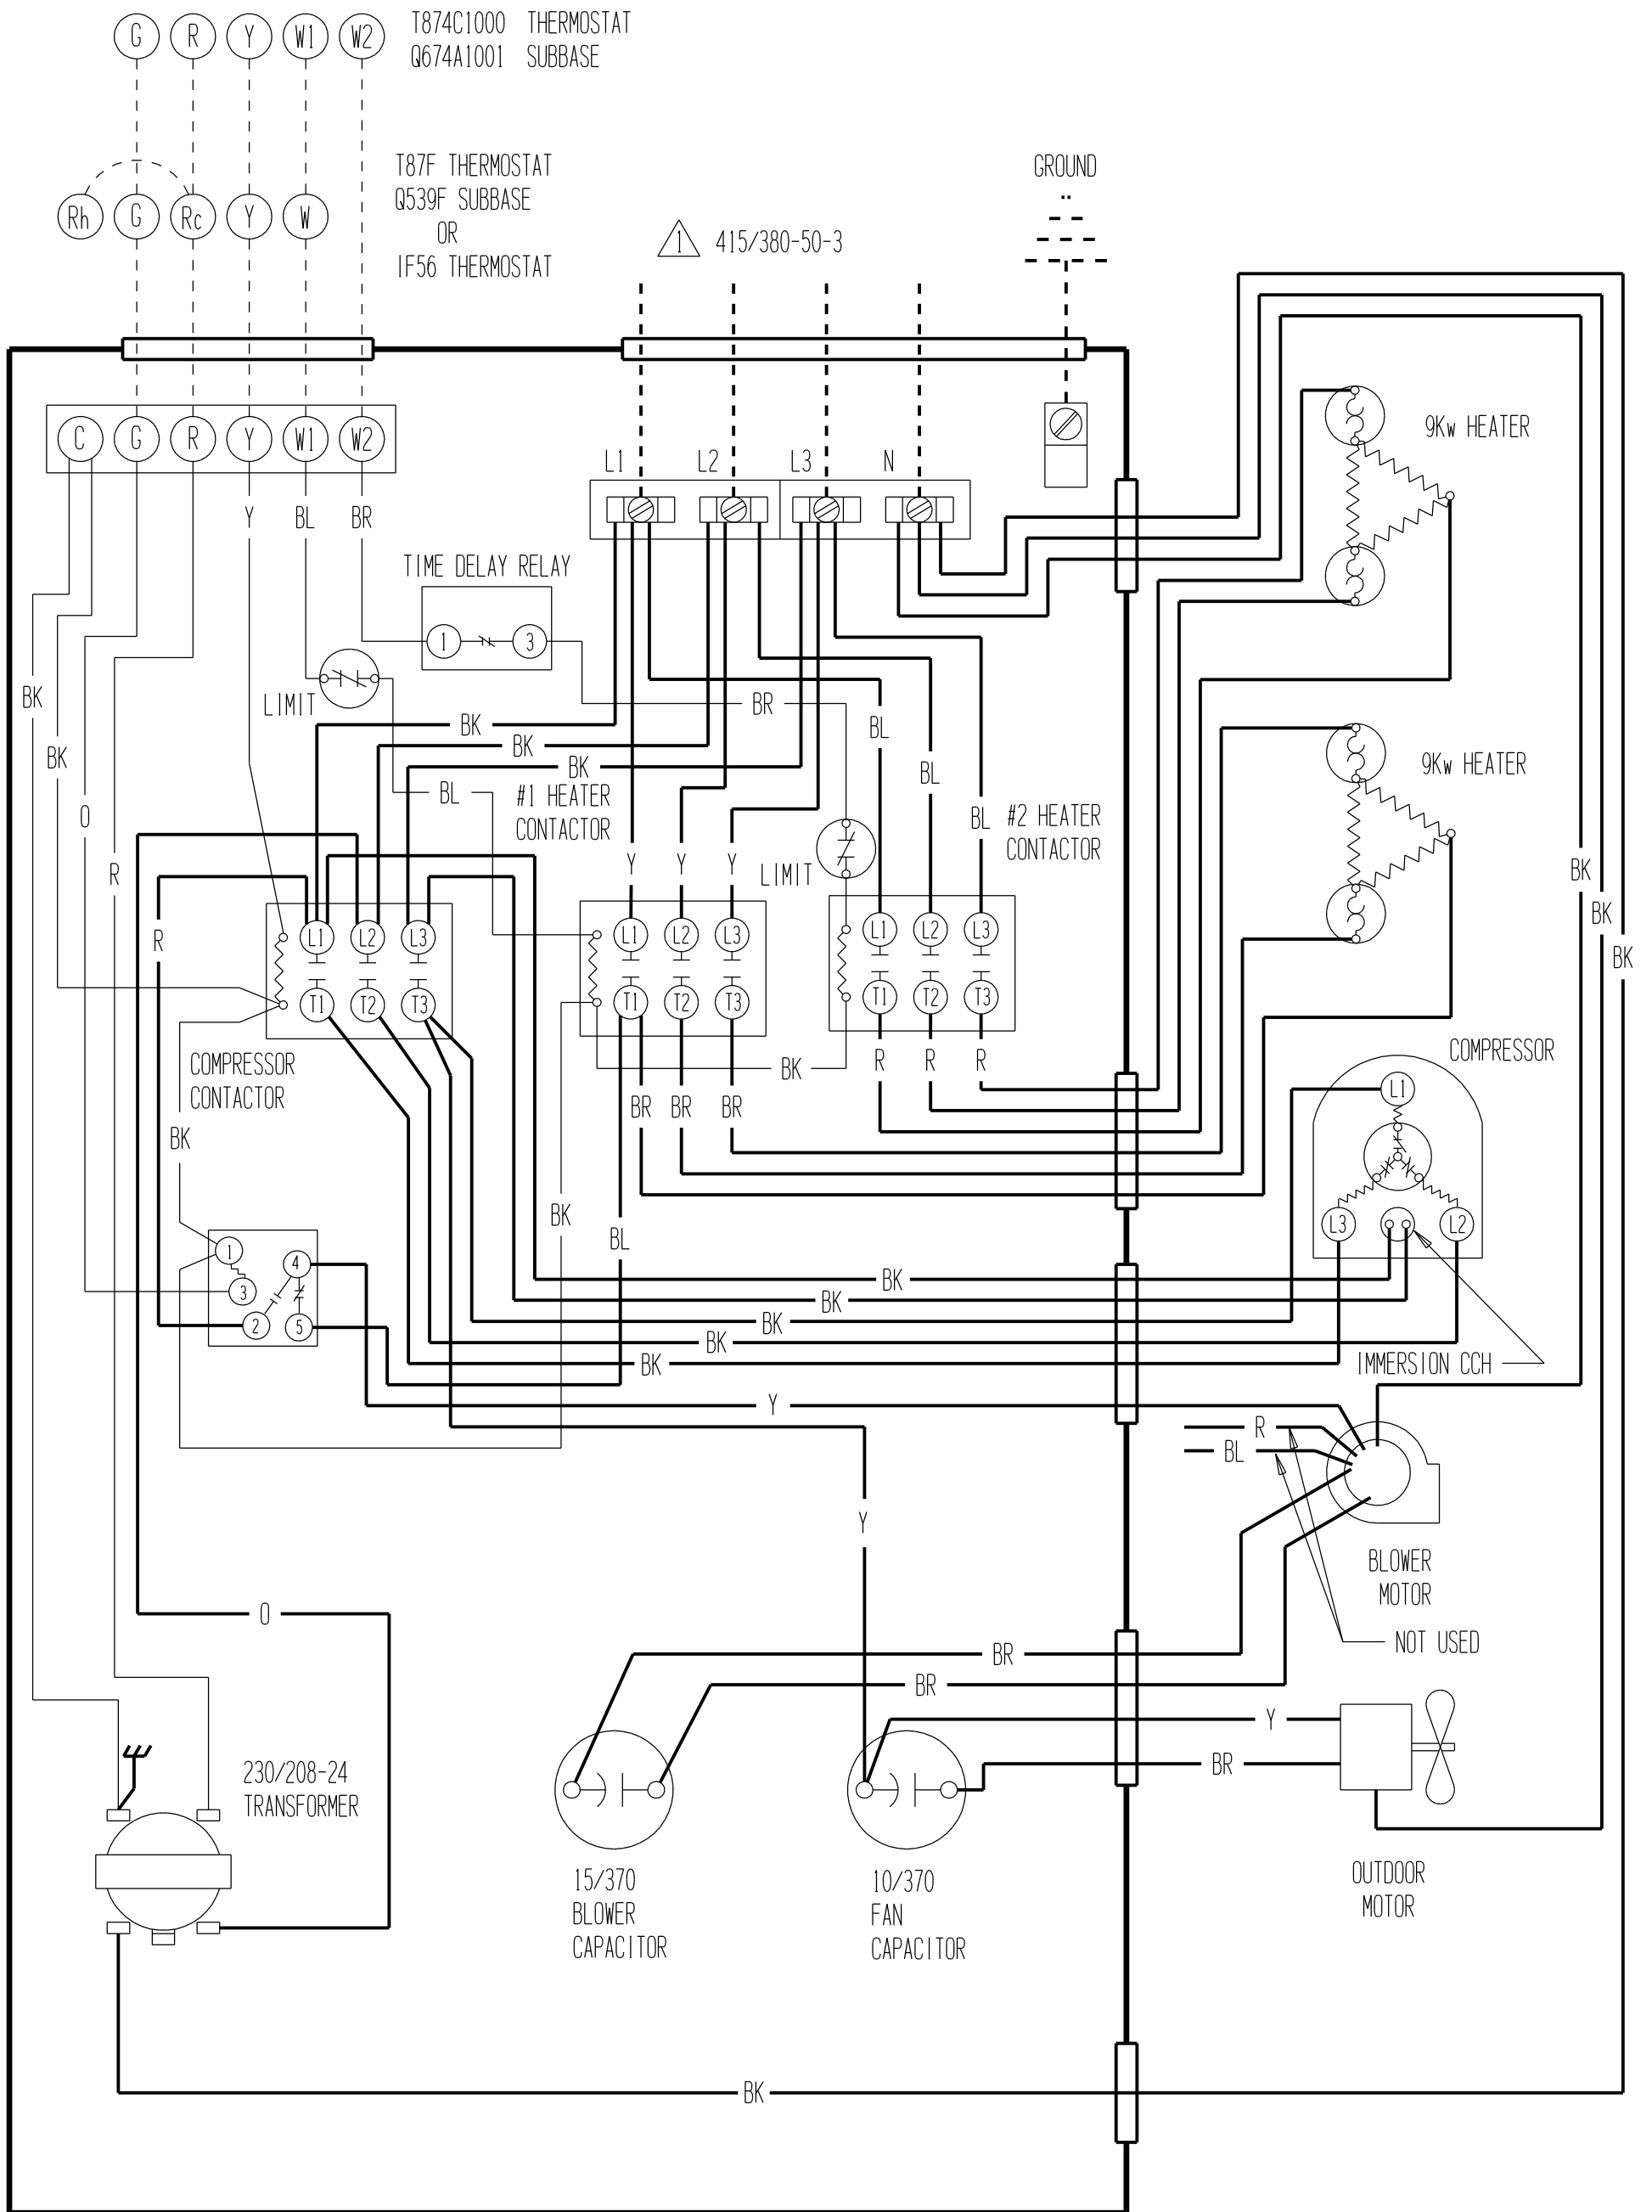 G R Y W1 W2
T874C1000 THERMOSTAT
Q674A1001 SUBBASE
T87F THERMOSTAT
Q539F SUBBASE
OR
IF56 THERMOSTAT
Rh G Rc Y W
GROUND
1 415/380-50-3
C G R Y W1 W2
L1 L2 L3 N
9Kw HEATER
Y BL BR
TIME DELAY RELAY
1 3
LIMIT
BK
BK
BR
BK
BK
BK
BL
BL
BL
BL
9Kw HEATER
#1 HEATER
CONTACTOR
#2 HEATER
CONTACTOR
O
R
Y Y Y
LIMIT
BK
BK
BK
R
L1 L2 L3
L1 L2 L3
L1 L2 L3
T1 T2 T3
T1 T2 T3
T1 T2 T3
COMPRESSOR
CONTACTOR
BK
R R R
BR BR BR
COMPRESSOR
L1
L3 L2
BK
BK
BL
1
3
4
2
5
BK
BK
BK
BK
BK
IMMERSION CCH
Y
R
BL
Y
BLOWER
MOTOR
NOT USED
O
BR
BR
Y
BR
230/208-24
TRANSFORMER
15/370
BLOWER
CAPACITOR
10/370
FAN
CAPACITOR
OUTDOOR
MOTOR
BK